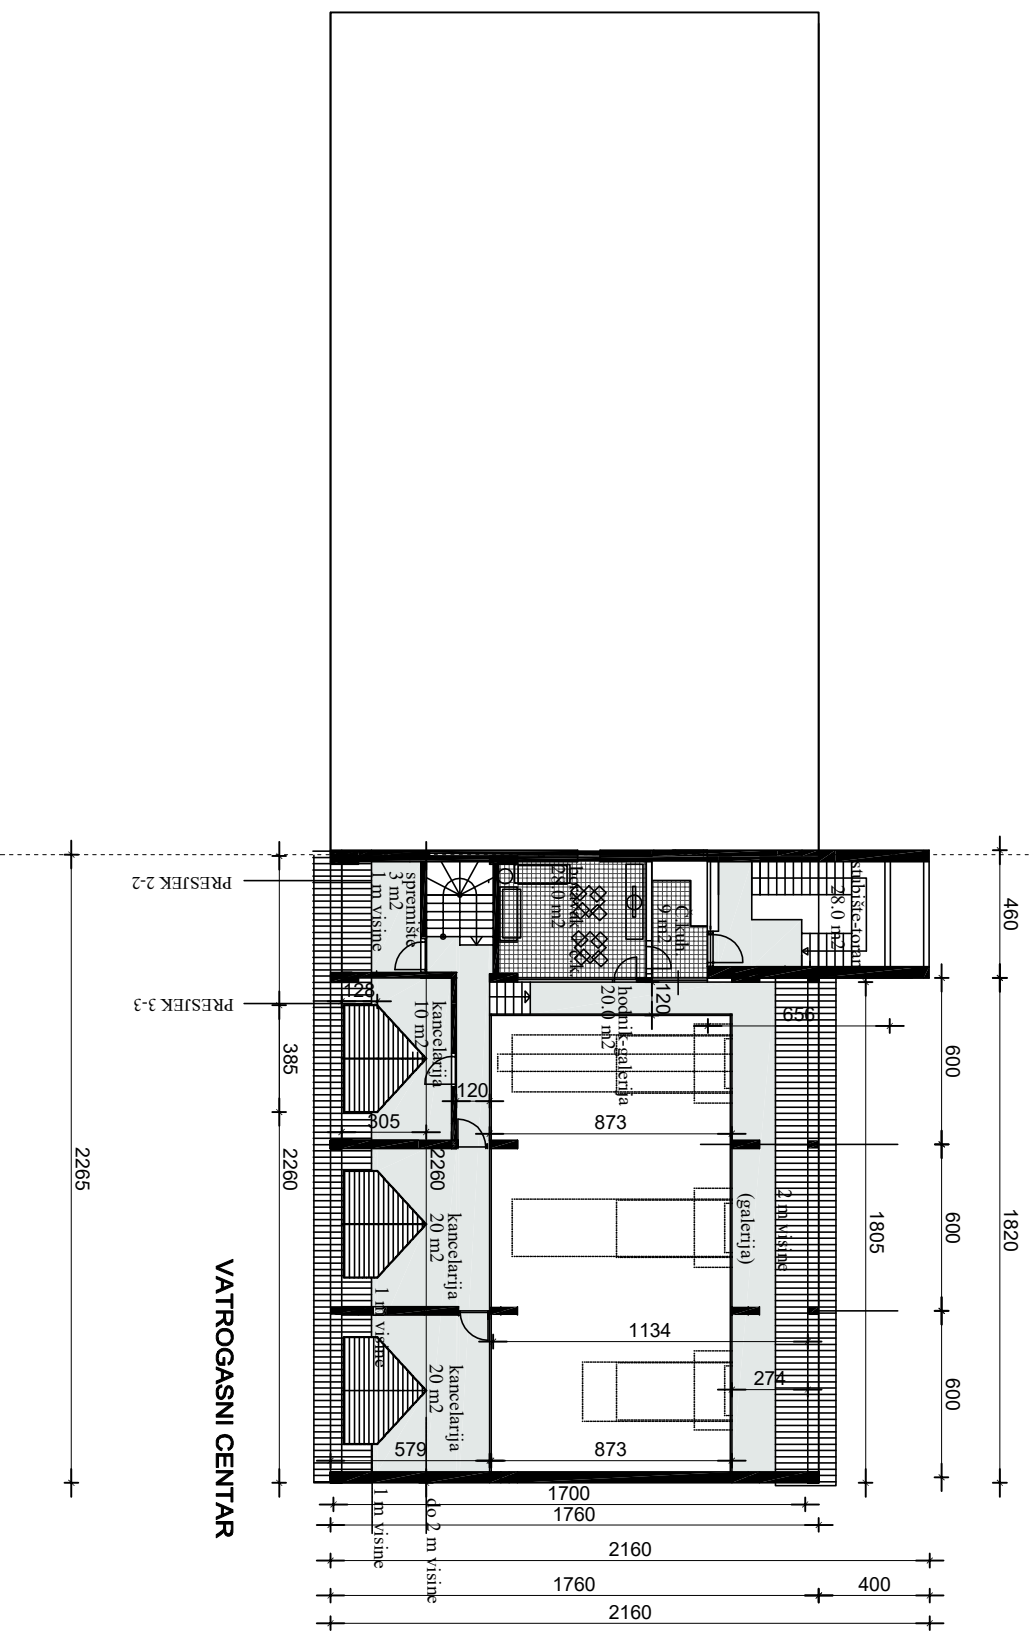 stubište-toranj
28.0 m2
460
Č.kuh.
9 m2
28.0 m2
spremište
3 m2
1 m visine
PRESJEK 2-2
PRESJEK 3-3
128
kancelarija
10 m2
hodnik-galerija
20.0 m2
120
656
600
385
120
305
873
2265
2260
2260
kancelarija
20 m2
(galerija)
2 m visine
1805
600
1820
1 m visine
1134
274
600
kancelarija
20 m2
579
873
VATROGASNI CENTAR
1 m visine
do 2 m visine
1700
1760
2160
1760
400
2160